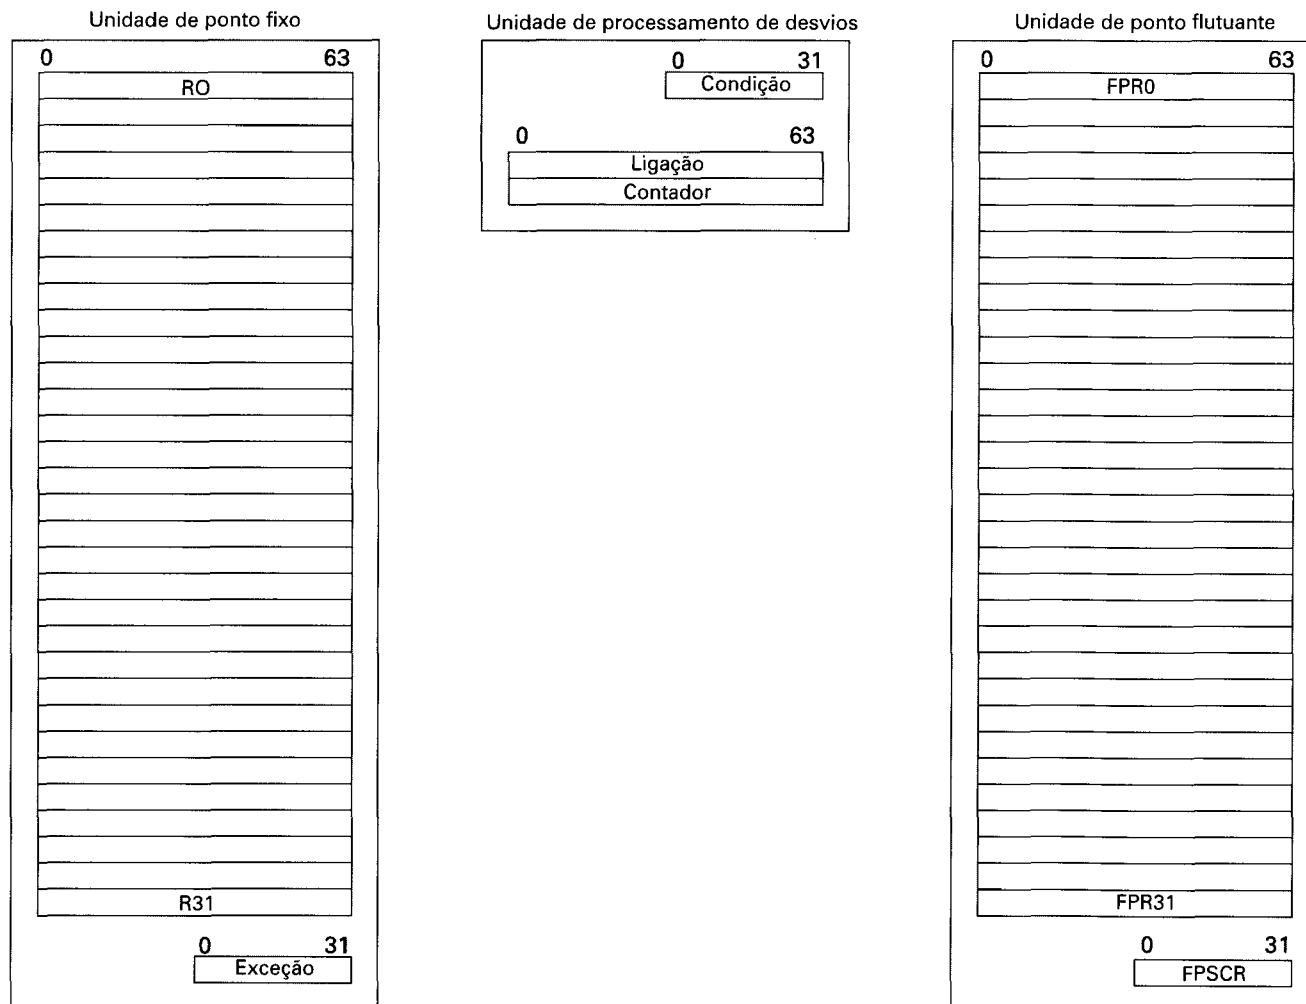 Unidade de ponto fixo
0 63
RO
R31
0 31
Exceção
Unidade de processamento de desvios
0 31
Condição
0 63
Ligação
Contador
Unidade de ponto flutuante
0 63
FPR0
FPR31
0 31
FPSCR